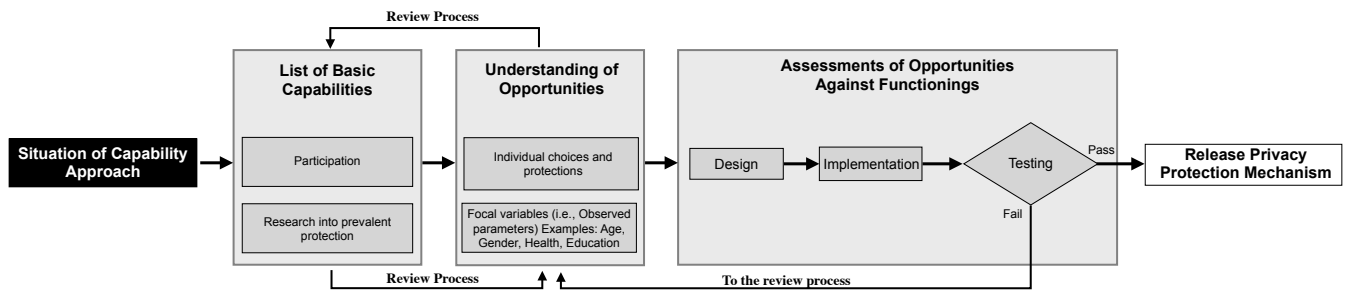 Review Process
List of Basic
Capabilities
Understanding of
Opportunities
Assessments of Opportunities
Against Functionings
Situation of Capability
Approach
Participation
Research into prevalent
protection
Individual choices and
protections
Focal variables (i.e., Observed
parameters) Examples: Age,
Gender, Health, Education
Design
Implementation
Testing
Pass
Fail
Release Privacy
Protection Mechanism
Review Process
To the review process